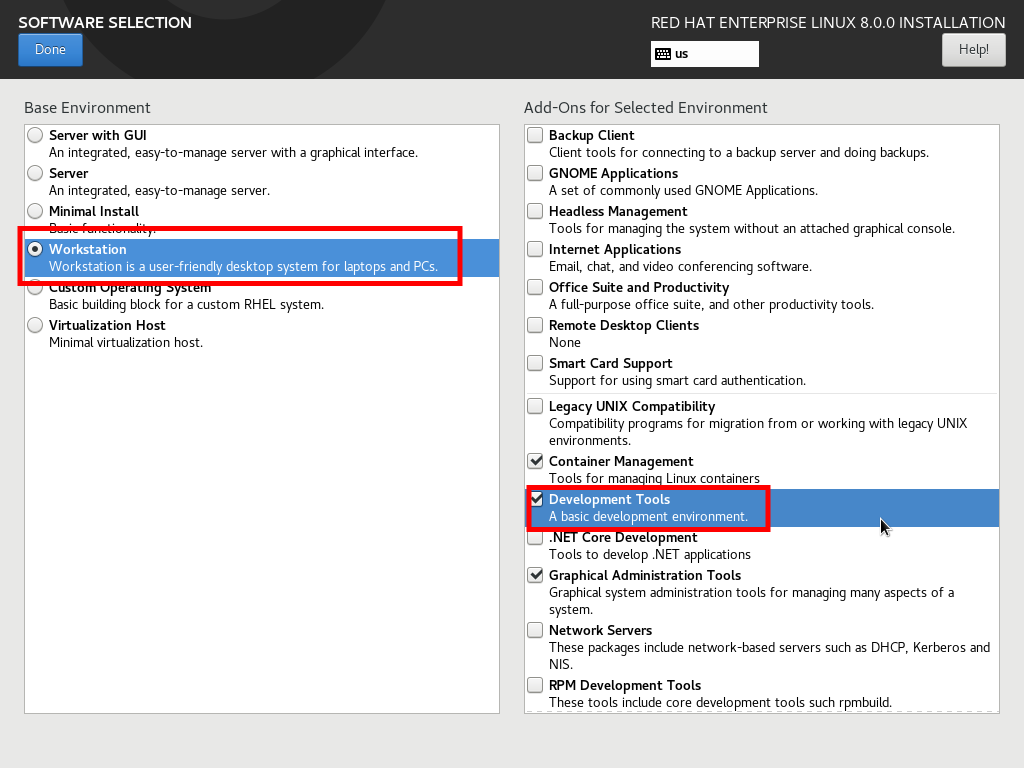 SOFTWARE SELECTION
Done
RED HAT ENTERPRISE LINUX 8.0.0 INSTALLATION
us
Help!
Base Environment
Server with GUI
An integrated, easy-to-manage server with a graphical interface.
Server
An integrated, easy-to-manage server.
Minimal Install
Basic functionality.
Workstation
Workstation is a user-friendly desktop system for laptops and PCs.
Custom Operating System
Basic building block for a custom RHEL system.
Virtualization Host
Minimal virtualization host.
Add-Ons for Selected Environment
Backup Client
Client tools for connecting to a backup server and doing backups.
GNOME Applications
A set of commonly used GNOME Applications.
Headless Management
Tools for managing the system without an attached graphical console.
Internet Applications
Email, chat, and video conferencing software.
Office Suite and Productivity
A full-purpose office suite, and other productivity tools.
Remote Desktop Clients
None
Smart Card Support
Support for using smart card authentication.
Legacy UNIX Compatibility
Compatibility programs for migration from or working with legacy UNIX
environments.
Container Management
Tools for managing Linux containers
Development Tools
A basic development environment.
.NET Core Development
Tools to develop .NET applications
Graphical Administration Tools
Graphical system administration tools for managing many aspects of a
system.
Network Servers
These packages include network-based servers such as DHCP, Kerberos and
NIS.
RPM Development Tools
These tools include core development tools such rpmbuild.